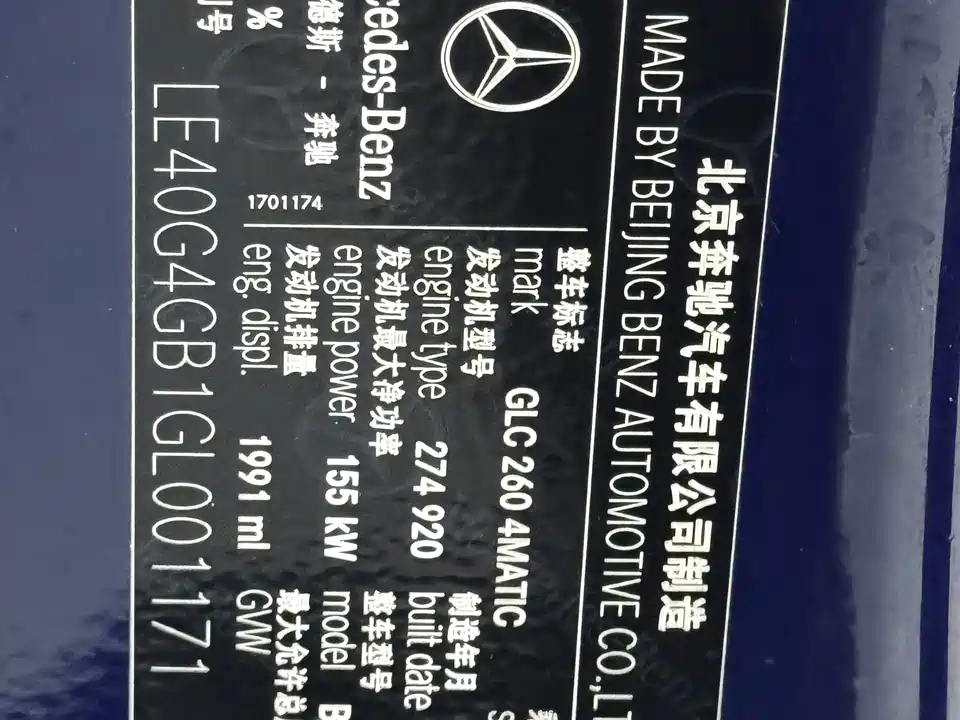 北京奔驰汽车有限公司制造
MADE BY BEIJING BENZ AUTOMOTIVE CO.,LT
整车标志
mark GLC 260 4MATIC
发动机型号
engine type 274 920
发动机最大净功率
engine power 155 kW
发动机排量
eng. displ. 1991 ml
制造年月
built date
整车型号
model B
最大允许总
GVW
cedes-Benz
德斯 - 奔驰
%
号
1701174
LE40G4GB1GL001171